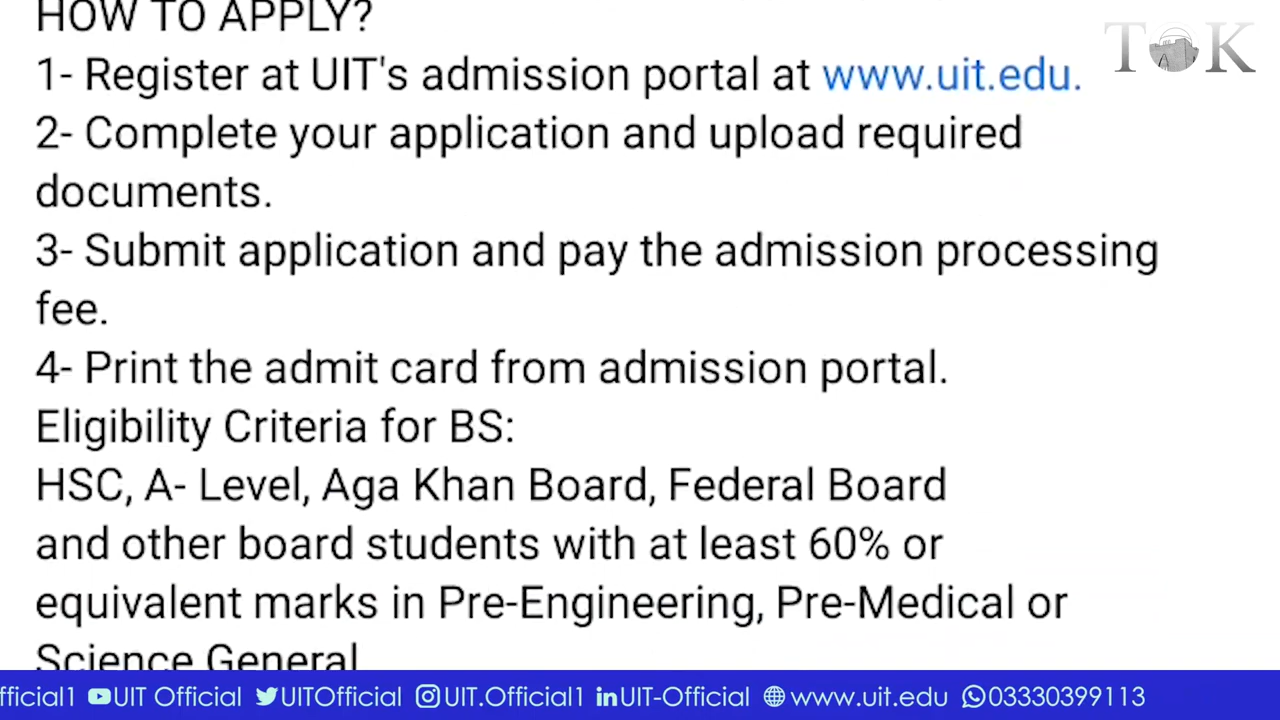 HOW TO APPLY?
TOK
1- Register at UIT's admission portal at www.uit.edu.
2- Complete your application and upload required
documents.
3- Submit application and pay the admission processing
fee.
4- Print the admit card from admission portal.
Eligibility Criteria for BS:
HSC, A- Level, Aga Khan Board, Federal Board
and other board students with at least 60% or
equivalent marks in Pre-Engineering, Pre-Medical or
Science General
fficial1 UIT Official UITOfficial UIT.Official1 UIT-Official www.uit.edu 03330399113